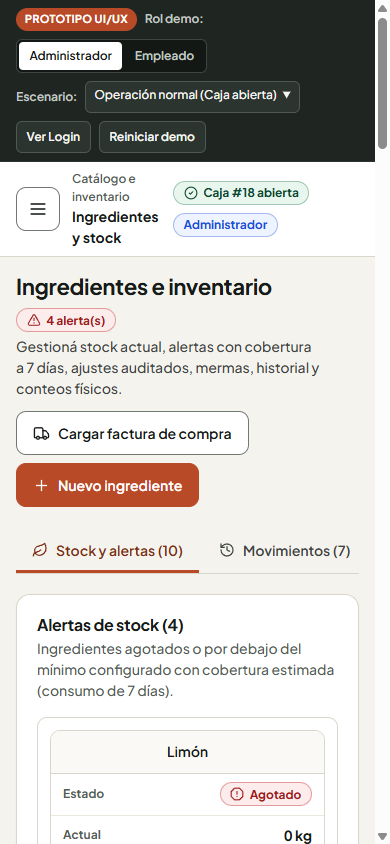 PROTOTIPO UI/UX Rol demo:
Administrador Empleado
Escenario: Operación normal (Caja abierta) ▼
Ver Login Reiniciar demo
Catálogo e
inventario
Ingredientes
y stock
Caja #18 abierta
Administrador
Ingredientes e inventario
4 alerta(s)
Gestioná stock actual, alertas con cobertura
a 7 días, ajustes auditados, mermas, historial y
conteos físicos.
Cargar factura de compra
Nuevo ingrediente
Stock y alertas (10) Movimientos (7)
Alertas de stock (4)
Ingredientes agotados o por debajo del
mínimo configurado con cobertura estimada
(consumo de 7 días).
Limón
Estado Agotado
Actual 0 kg